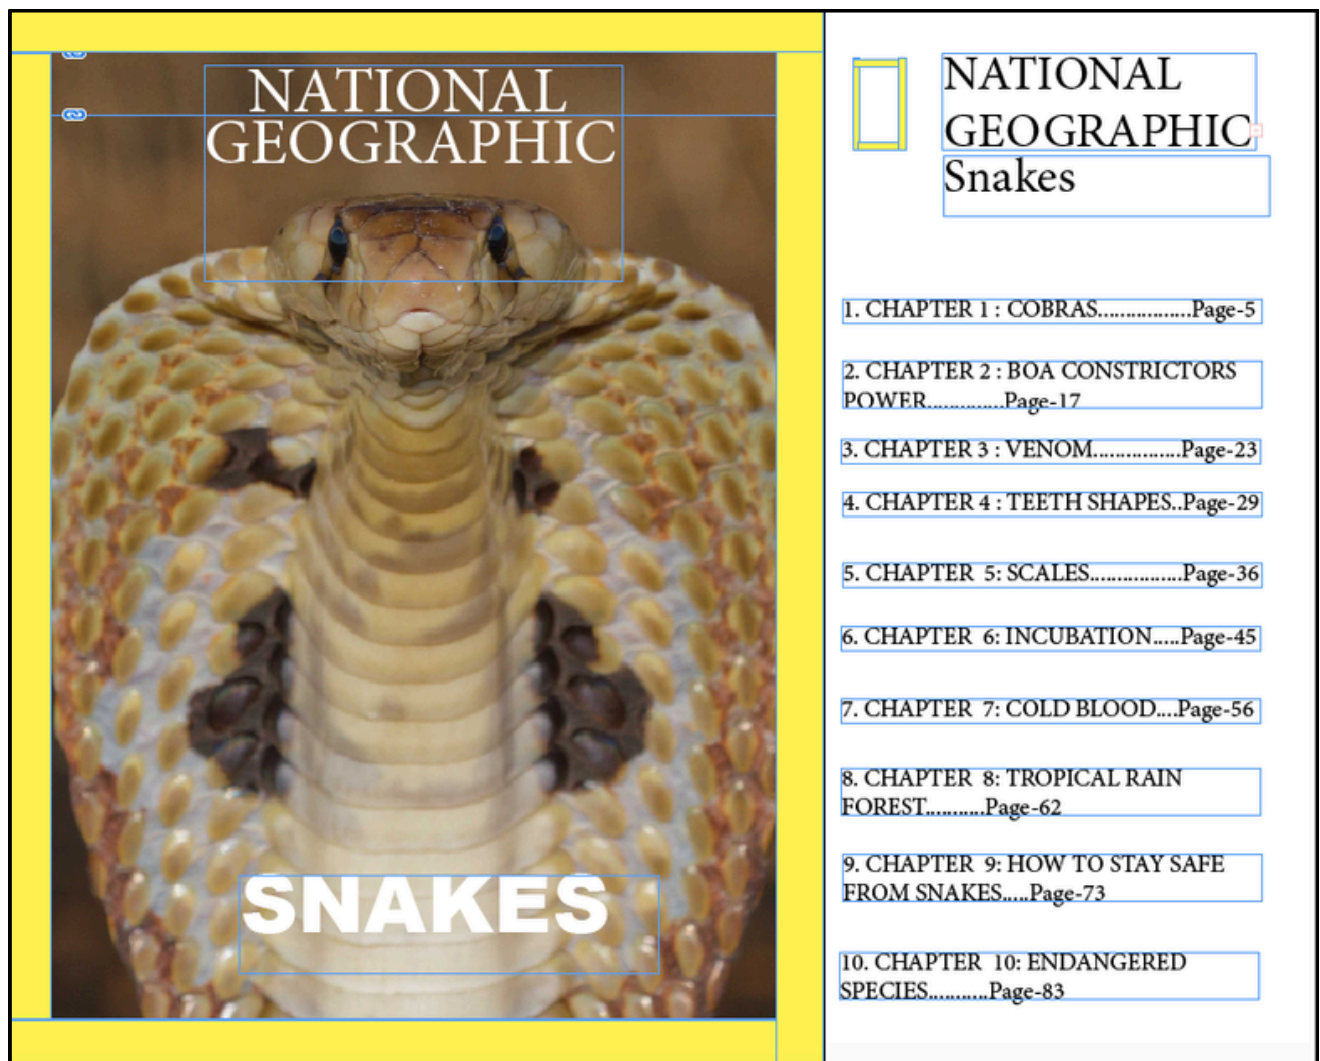 NATIONAL
GEOGRAPHIC
SNAKES
NATIONAL
GEOGRAPHIC
Snakes
1. CHAPTER 1 : COBRAS.................Page-5
2. CHAPTER 2 : BOA CONSTRICTORS
POWER..............Page-17
3. CHAPTER 3 : VENOM................Page-23
4. CHAPTER 4 : TEETH SHAPES..Page-29
5. CHAPTER  5: SCALES.................Page-36
6. CHAPTER  6: INCUBATION.....Page-45
7. CHAPTER  7: COLD BLOOD....Page-56
8. CHAPTER  8: TROPICAL RAIN
FOREST...........Page-62
9. CHAPTER  9: HOW TO STAY SAFE
FROM SNAKES.....Page-73
10. CHAPTER  10: ENDANGERED
SPECIES...........Page-83